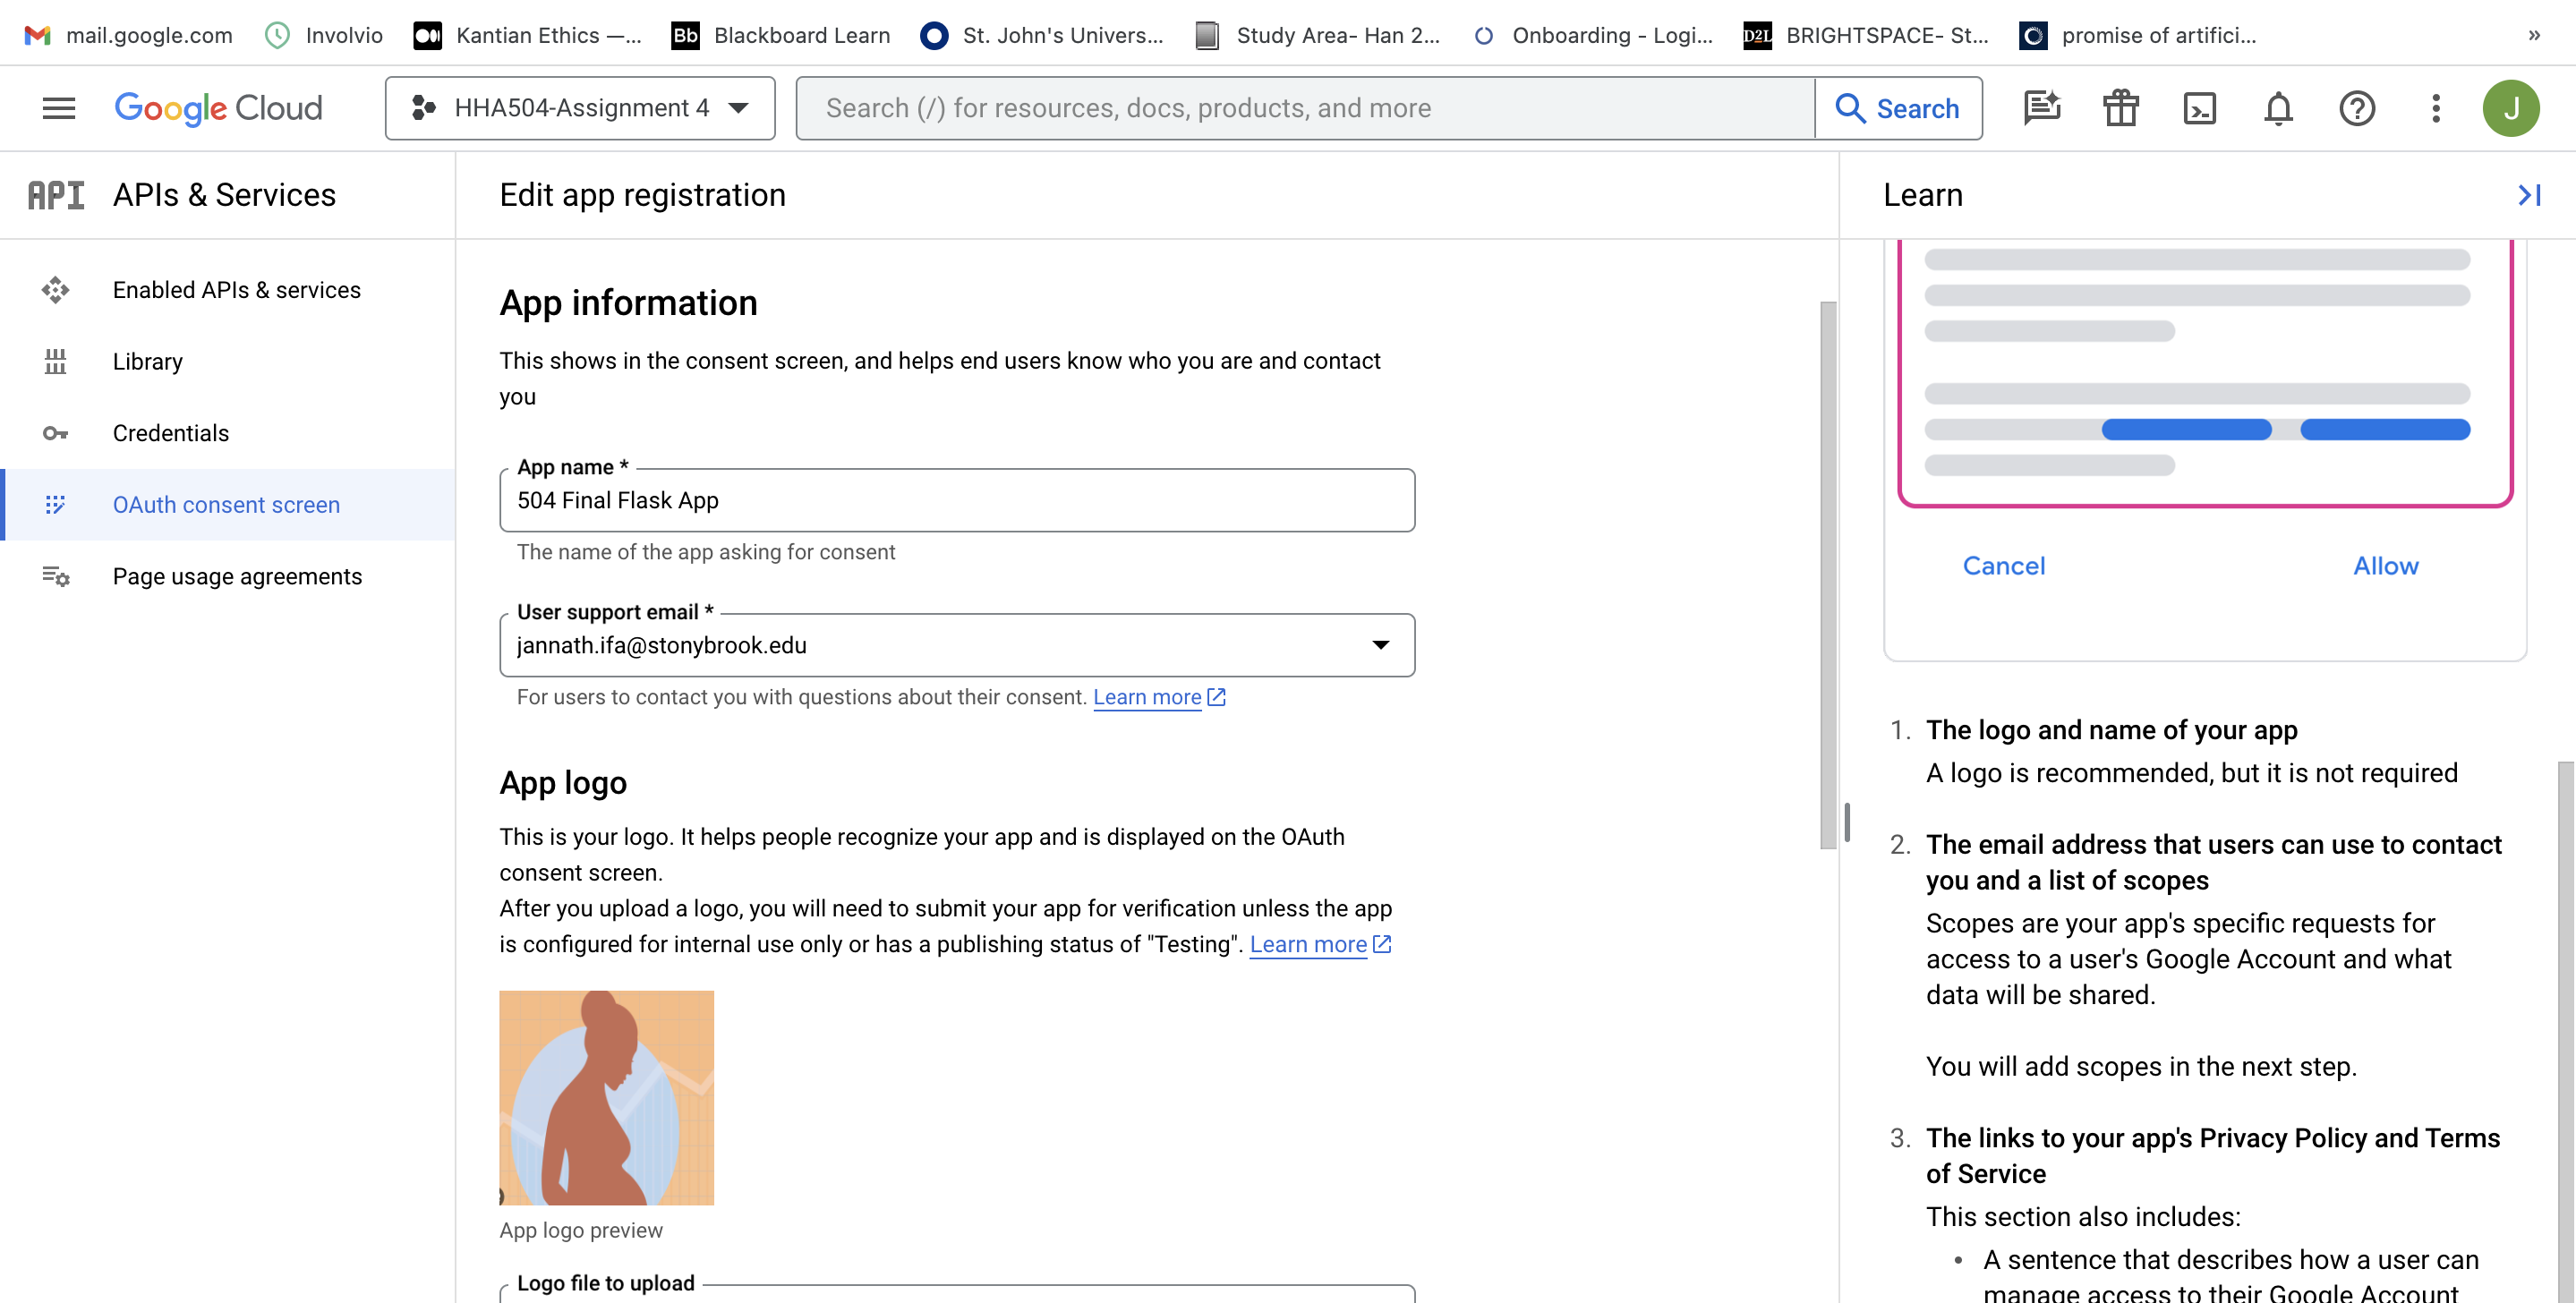 mail.google.com Involvio Kantian Ethics —... Bb Blackboard Learn St. John's Univers... Study Area- Han 2... Onboarding - Logi... D2L BRIGHTSPACE- St... promise of artifici... »
Google Cloud HHA504-Assignment 4 Search (/) for resources, docs, products, and more Search J
API APIs & Services
Enabled APIs & services
Library
Credentials
OAuth consent screen
Page usage agreements
Edit app registration
App information
This shows in the consent screen, and helps end users know who you are and contact
you
App name *
504 Final Flask App
The name of the app asking for consent
User support email *
jannath.ifa@stonybrook.edu
For users to contact you with questions about their consent. Learn more
App logo
This is your logo. It helps people recognize your app and is displayed on the OAuth
consent screen.
After you upload a logo, you will need to submit your app for verification unless the app
is configured for internal use only or has a publishing status of "Testing". Learn more
App logo preview
Logo file to upload
Learn
Cancel Allow
1. The logo and name of your app
A logo is recommended, but it is not required
2. The email address that users can use to contact
you and a list of scopes
Scopes are your app's specific requests for
access to a user's Google Account and what
data will be shared.
You will add scopes in the next step.
3. The links to your app's Privacy Policy and Terms
of Service
This section also includes:
• A sentence that describes how a user can
manage access to their Google Account